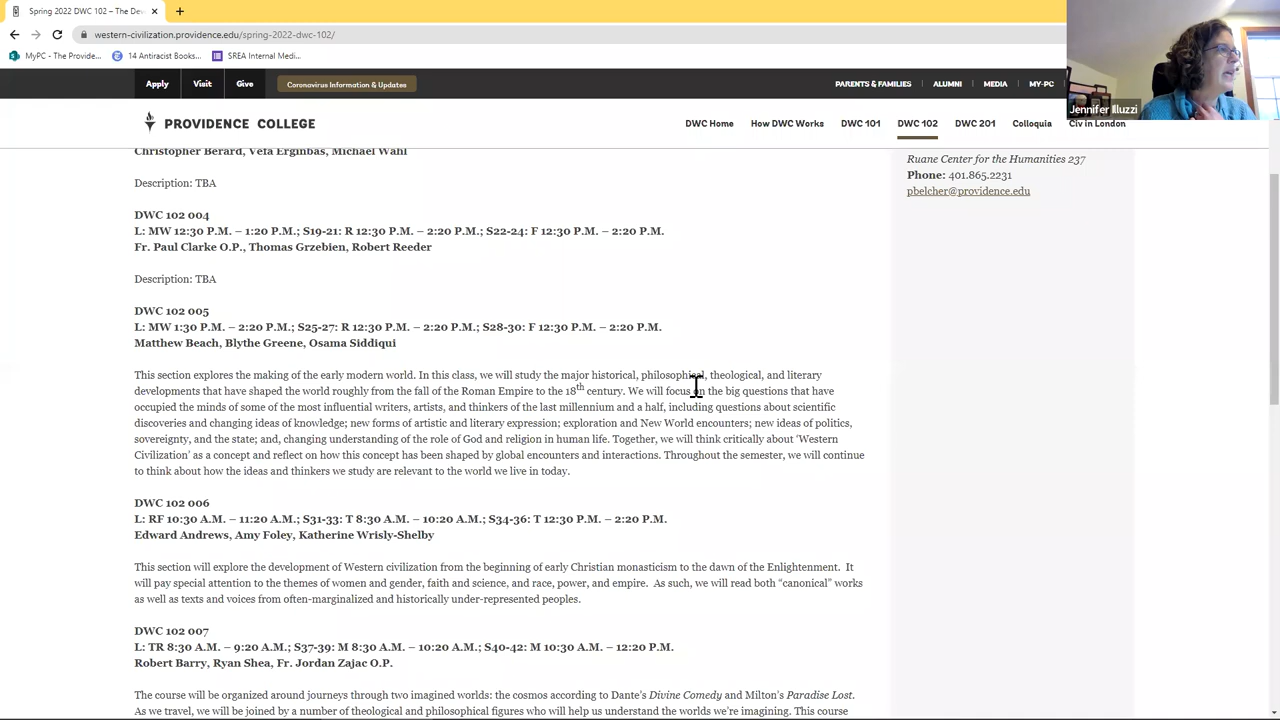 Spring 2022 DWC 102 – The De
western-civilization.providence.edu/spring-2022-dwc-102/
MyPC - The Provide...
14 Antiracist Books...
SREA Internal Medi...
Apply
Visit
Give
Coronavirus Information & Updates
PARENTS & FAMILIES
ALUMNI
MEDIA
MY-PC
Jennifer Illuzzi
PROVIDENCE COLLEGE
DWC Home
How DWC Works
DWC 101
DWC 102
DWC 201
Colloquia
Civ in London
Christopher Berard, Vefa Erginbas, Michael Wahl
Description: TBA
DWC 102 004
L: MW 12:30 P.M. – 1:20 P.M.; S19-21: R 12:30 P.M. – 2:20 P.M.; S22-24: F 12:30 P.M. – 2:20 P.M.
Fr. Paul Clarke O.P., Thomas Grzebien, Robert Reeder
Description: TBA
DWC 102 005
L: MW 1:30 P.M. – 2:20 P.M.; S25-27: R 12:30 P.M. – 2:20 P.M.; S28-30: F 12:30 P.M. – 2:20 P.M.
Matthew Beach, Blythe Greene, Osama Siddiqui
This section explores the making of the early modern world. In this class, we will study the major historical, philosophical, theological, and literary
developments that have shaped the world roughly from the fall of the Roman Empire to the 18th century. We will focus on the big questions that have
occupied the minds of some of the most influential writers, artists, and thinkers of the last millennium and a half, including questions about scientific
discoveries and changing ideas of knowledge; new forms of artistic and literary expression; exploration and New World encounters; new ideas of politics,
sovereignty, and the state; and, changing understanding of the role of God and religion in human life. Together, we will think critically about ‘Western
Civilization’ as a concept and reflect on how this concept has been shaped by global encounters and interactions. Throughout the semester, we will continue
to think about how the ideas and thinkers we study are relevant to the world we live in today.
DWC 102 006
L: RF 10:30 A.M. – 11:20 A.M.; S31-33: T 8:30 A.M. – 10:20 A.M.; S34-36: T 12:30 P.M. – 2:20 P.M.
Edward Andrews, Amy Foley, Katherine Wrisly-Shelby
This section will explore the development of Western civilization from the beginning of early Christian monasticism to the dawn of the Enlightenment. It
will pay special attention to the themes of women and gender, faith and science, and race, power, and empire. As such, we will read both “canonical” works
as well as texts and voices from often-marginalized and historically under-represented peoples.
DWC 102 007
L: TR 8:30 A.M. – 9:20 A.M.; S37-39: M 8:30 A.M. – 10:20 A.M.; S40-42: M 10:30 A.M. – 12:20 P.M.
Robert Barry, Ryan Shea, Fr. Jordan Zajac O.P.
The course will be organized around journeys through two imagined worlds: the cosmos according to Dante’s Divine Comedy and Milton’s Paradise Lost.
As we travel, we will be joined by a number of theological and philosophical figures who will help us understand the worlds we’re imagining. This course
Ruane Center for the Humanities 237
Phone: 401.865.2231
pbelcher@providence.edu